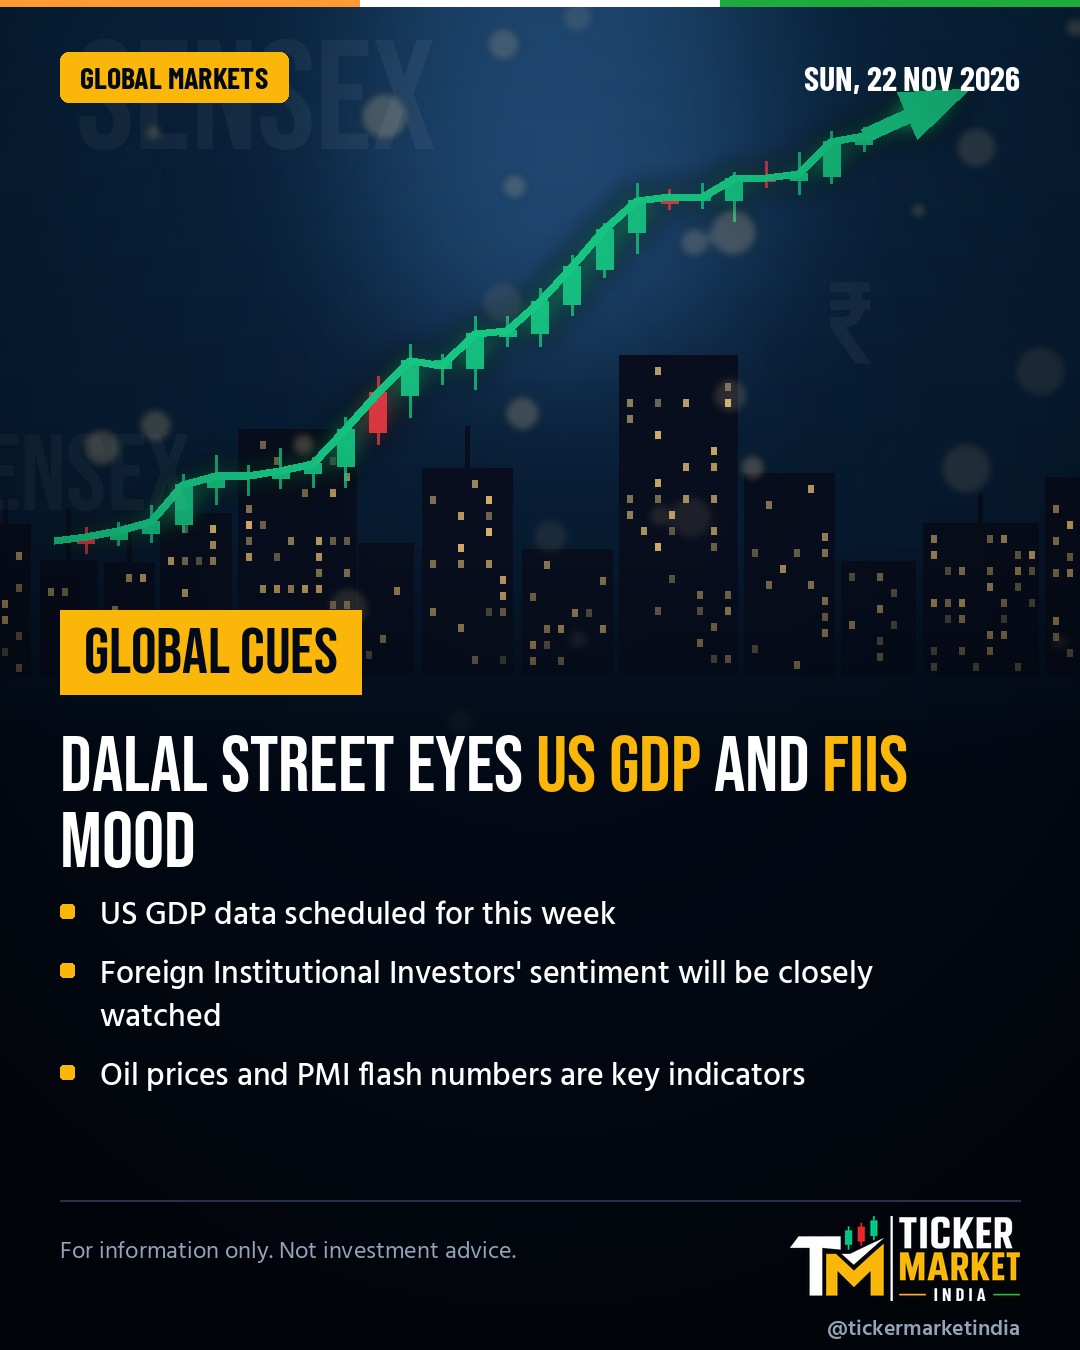 SENSEX
GLOBAL MARKETS
SUN, 22 NOV 2026
₹
ENSEX
GLOBAL CUES
DALAL STREET EYES US GDP AND FIIS
MOOD
US GDP data scheduled for this week
Foreign Institutional Investors' sentiment will be closely
watched
Oil prices and PMI flash numbers are key indicators
For information only. Not investment advice.
TM
TICKER
MARKET
INDIA
@tickermarketindia